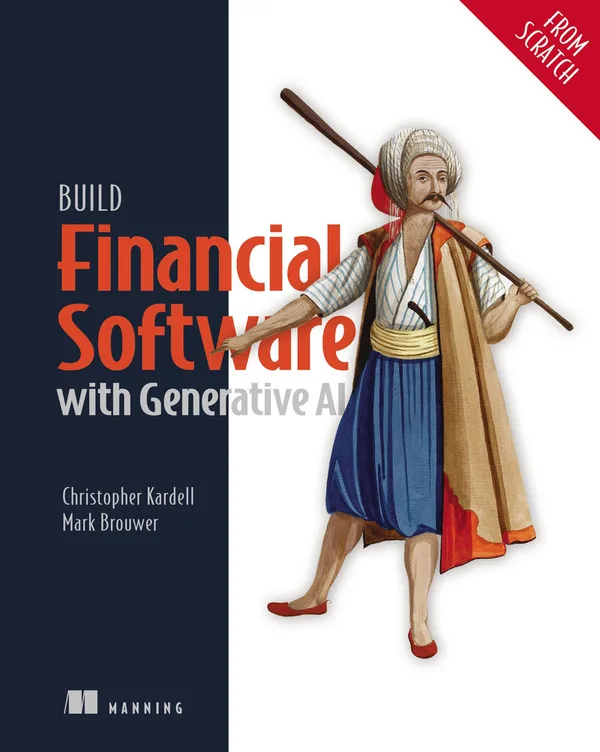 FROM
SCRATCH
BUILD
Financial
Software
with Generative AI
Christopher Kardell
Mark Brouwer
MANNING